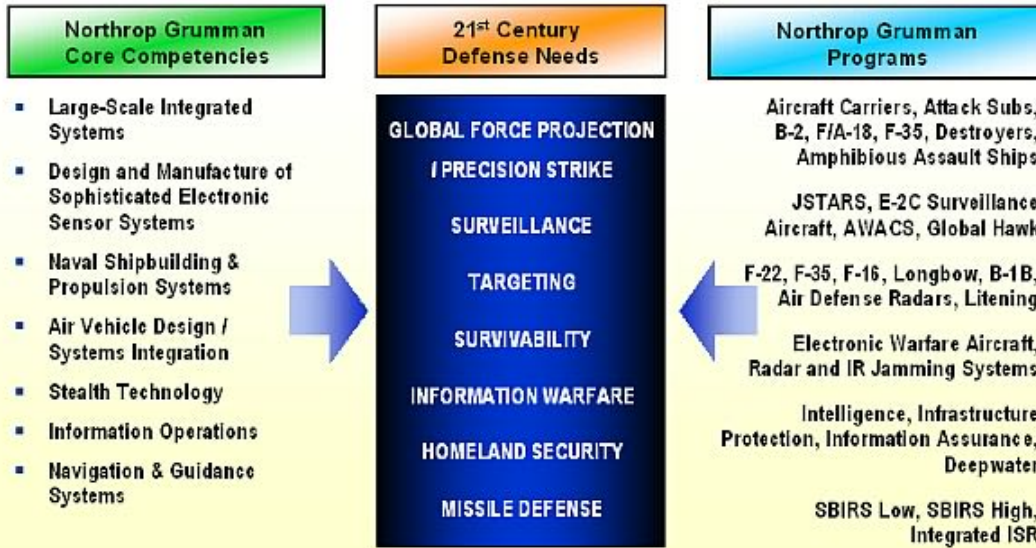 Northrop Grumman
Core Competencies
▪ Large-Scale Integrated
Systems
▪ Design and Manufacture of
Sophisticated Electronic
Sensor Systems
▪ Naval Shipbuilding &
Propulsion Systems
▪ Air Vehicle Design /
Systems Integration
▪ Stealth Technology
▪ Information Operations
▪ Navigation & Guidance
Systems
21st Century
Defense Needs
GLOBAL FORCE PROJECTION
/ PRECISION STRIKE
SURVEILLANCE
TARGETING
SURVIVABILITY
INFORMATION WARFARE
HOMELAND SECURITY
MISSILE DEFENSE
Northrop Grumman
Programs
Aircraft Carriers, Attack Subs,
B-2, F/A-18, F-35, Destroyers,
Amphibious Assault Ships
JSTARS, E-2C Surveillance
Aircraft, AWACS, Global Hawk
F-22, F-35, F-16, Longbow, B-1B,
Air Defense Radars, Litening
Electronic Warfare Aircraft,
Radar and IR Jamming Systems
Intelligence, Infrastructure
Protection, Information Assurance,
Deepwater
SBIRS Low, SBIRS High,
Integrated ISR